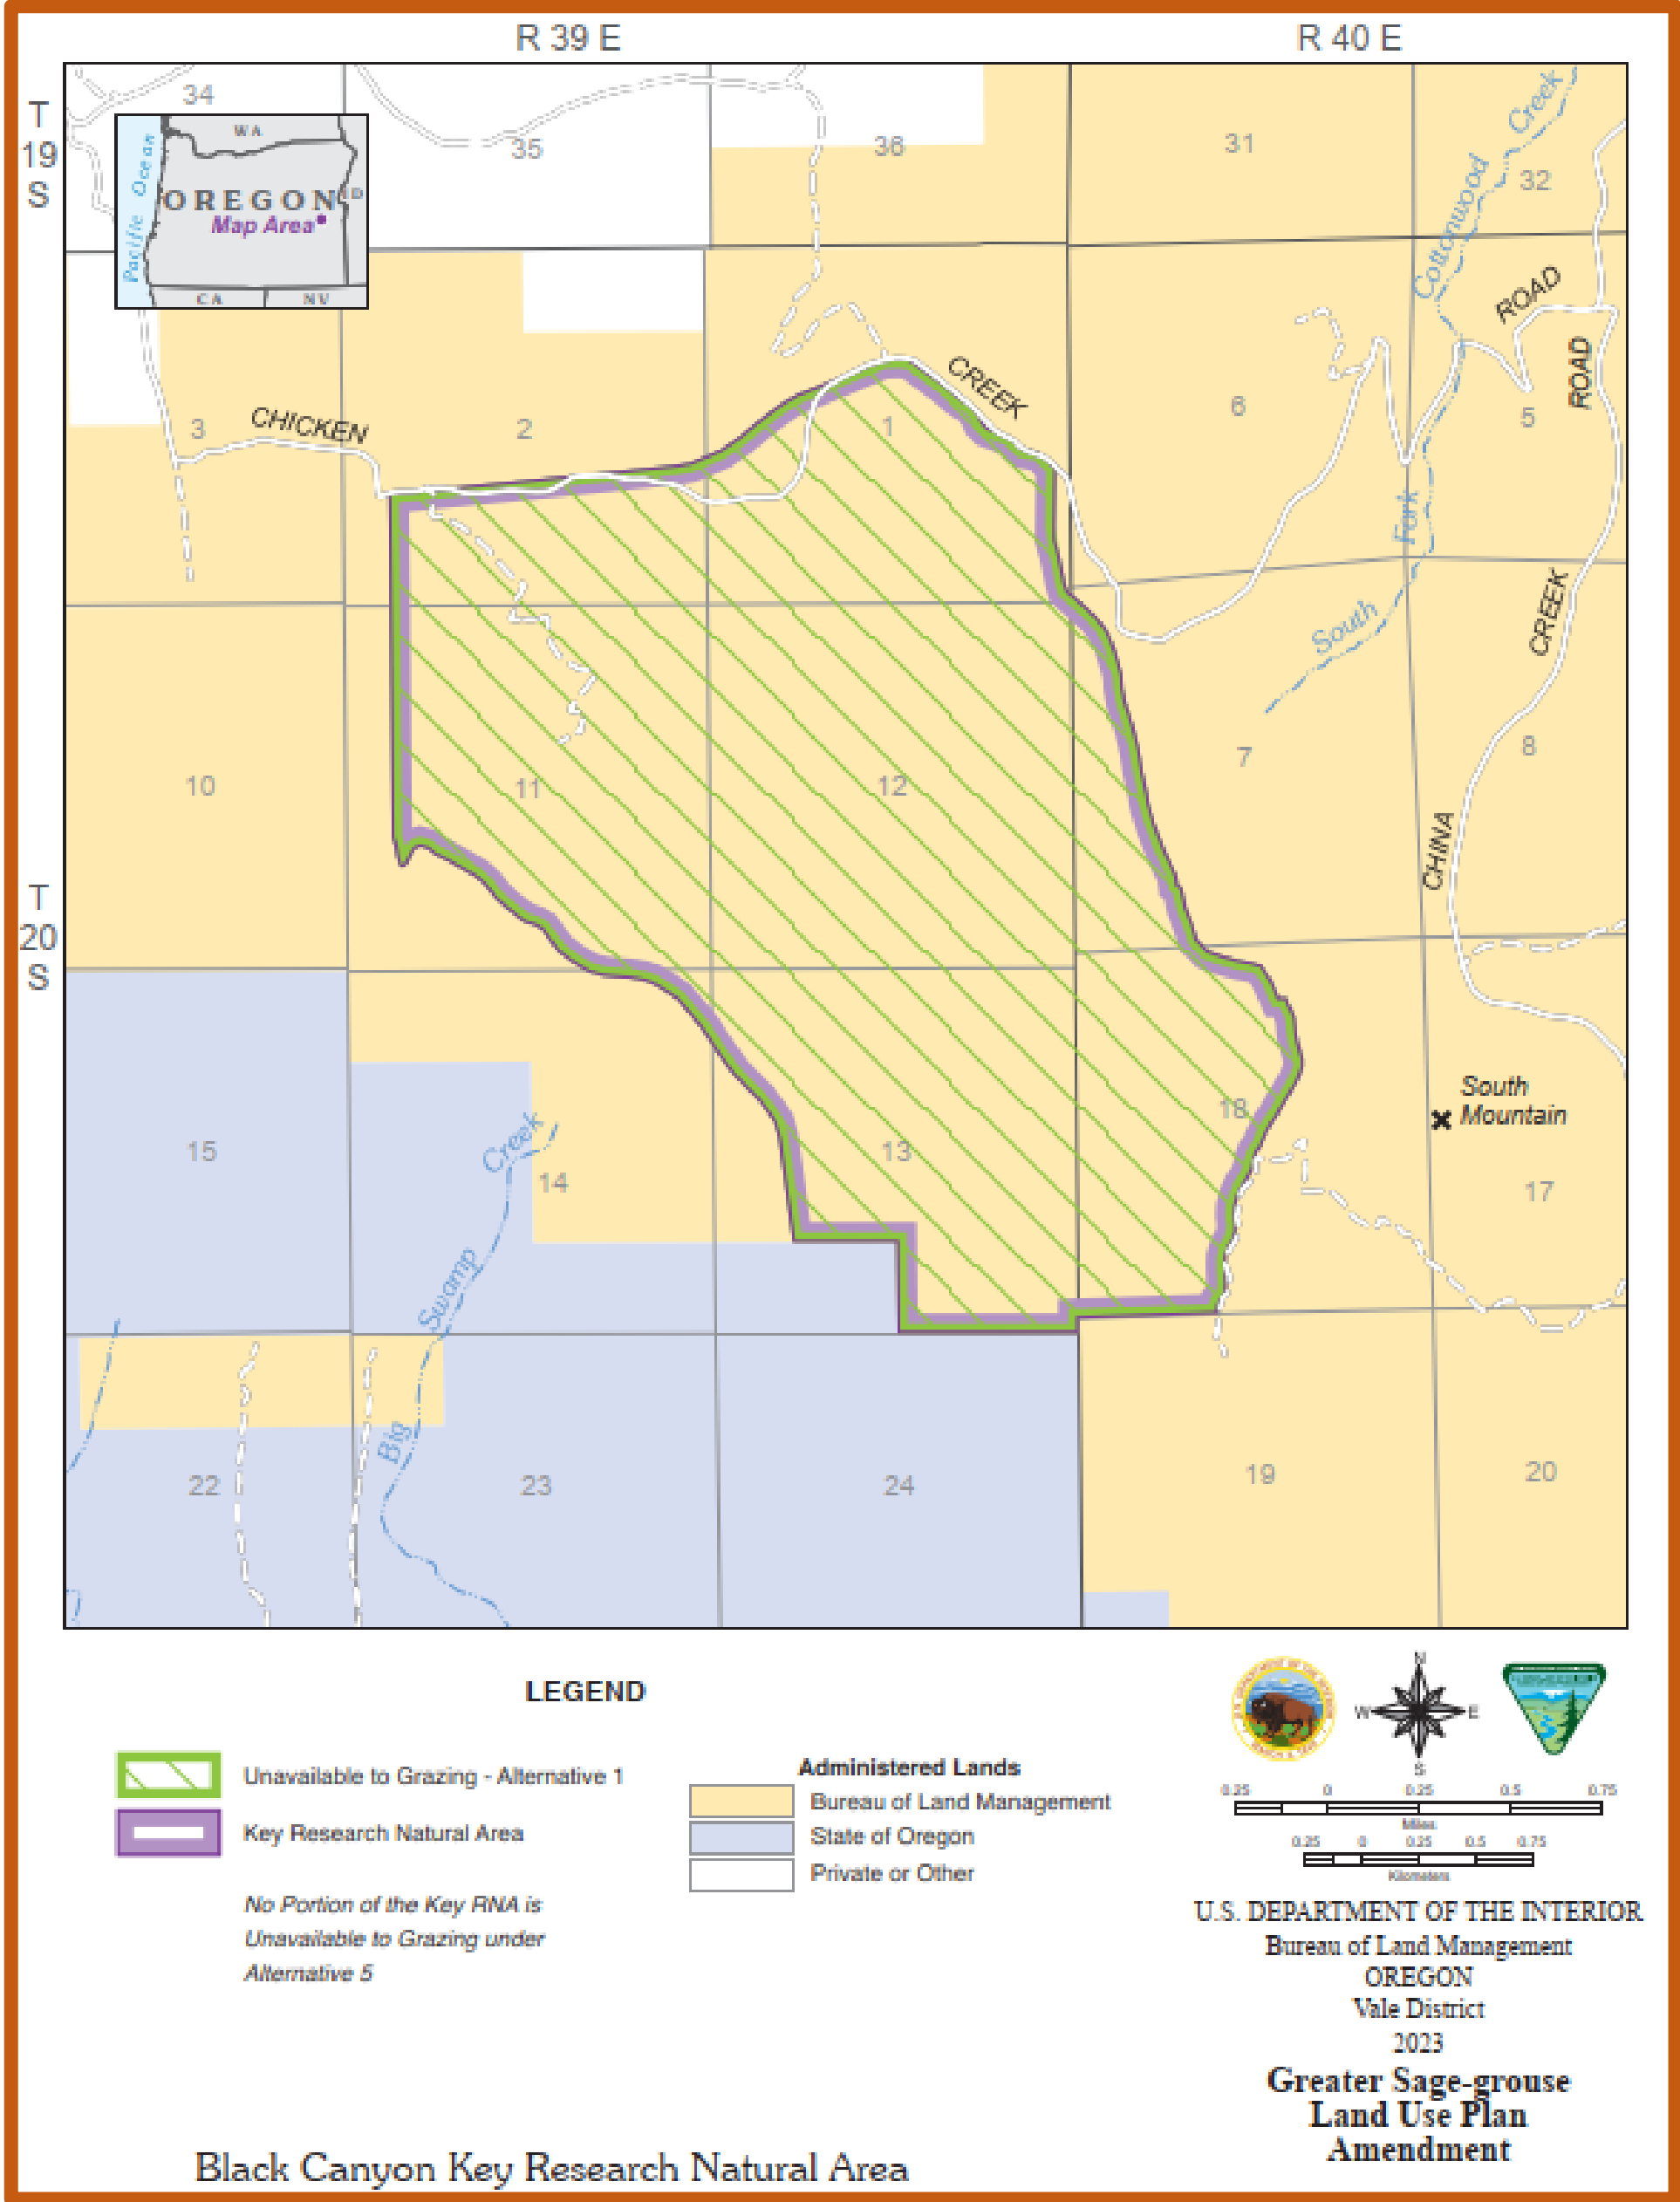 R 39 E
R 40 E
T
19
S
34
35
36
31
32
WA
Pacific Ocean
OREGON
ID
Map Area
CA
NV
Cottonwood Creek
ROAD
ROAD
CREEK
CHICKEN
3
2
1
6
5
South Fork
CREEK
CHINA
10
11
12
7
8
T
20
S
South
Mountain
15
14
13
18
17
Big Swamp Creek
22
23
24
19
20
LEGEND
Unavailable to Grazing - Alternative 1
Key Research Natural Area
No Portion of the Key RNA is
Unavailable to Grazing under
Alternative 5
Administered Lands
Bureau of Land Management
State of Oregon
Private or Other
N
W
E
S
0.25 0 0.25 0.5 0.75
Miles
0.25 0 0.25 0.5 0.75
Kilometers
U.S. DEPARTMENT OF THE INTERIOR
Bureau of Land Management
OREGON
Vale District
2023
Greater Sage-grouse
Land Use Plan
Amendment
Black Canyon Key Research Natural Area